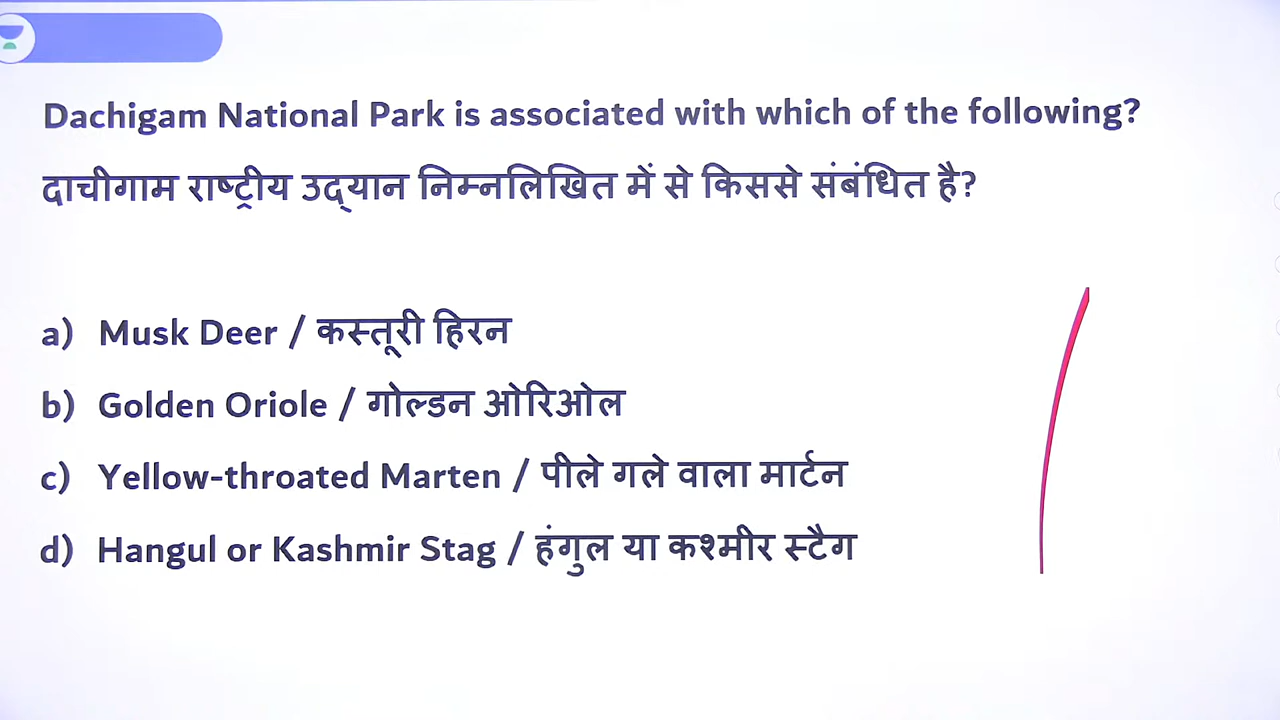 Dachigam National Park is associated with which of the following?
दाचीगाम राष्ट्रीय उद्यान निम्नलिखित में से किससे संबंधित है?
a) Musk Deer / कस्तूरी हिरन
b) Golden Oriole / गोल्डन ओरिओल
c) Yellow-throated Marten / पीले गले वाला मार्टन
d) Hangul or Kashmir Stag / हंगुल या कश्मीर स्टैग